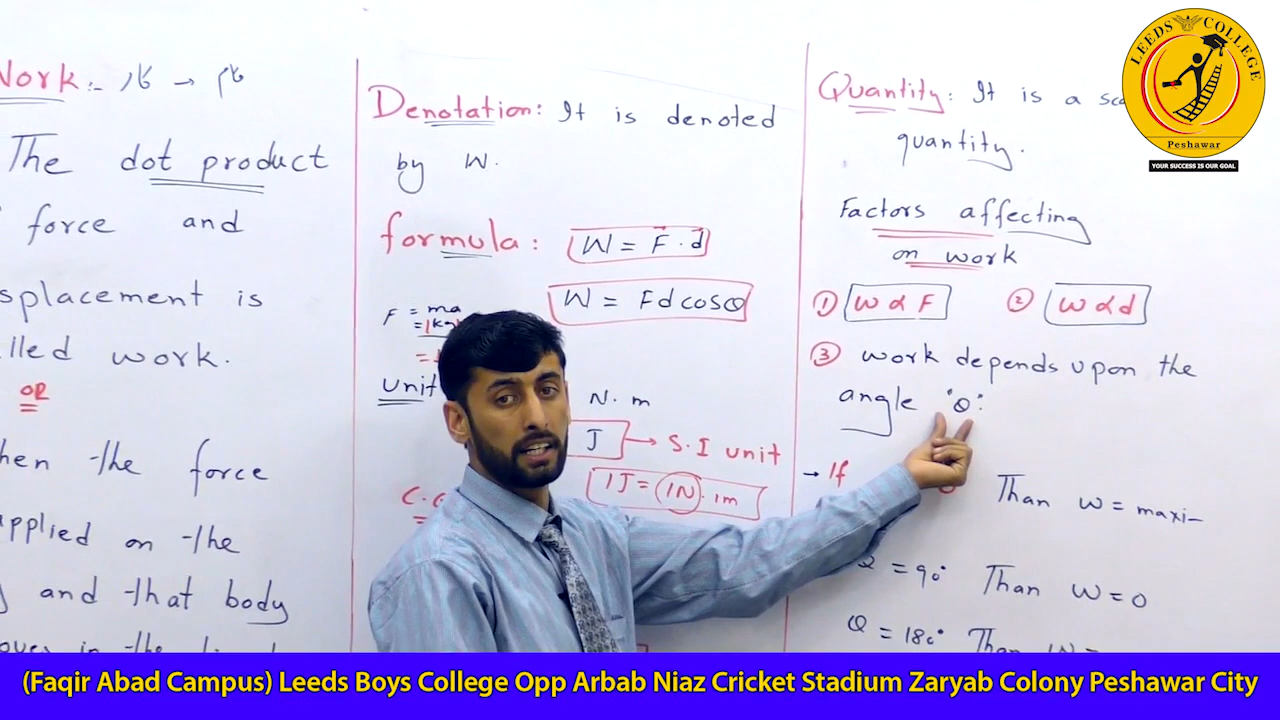 Work:- کار → کام
The dot product
force and
splacement is
lled work.
OR
hen the force
applied on the
and that body
Denotation: It is denoted
by W.
formula: W = F⃗ . d⃗
W = Fd cosθ
F = ma
= 1kg
Unit
N. m
J → S.I unit
1J = 1N . 1m
Quantity: It is a sc
quantity.
Factors affecting
on work
① W ∝ F ② W ∝ d
③ work depends upon the
angle "θ".
→ If Than W = maxi-
= 90° Than W = 0
θ = 180° Than W =
LEEDS COLLEGE
Peshawar
YOUR SUCCESS IS OUR GOAL
(Faqir Abad Campus) Leeds Boys College Opp Arbab Niaz Cricket Stadium Zaryab Colony Peshawar City